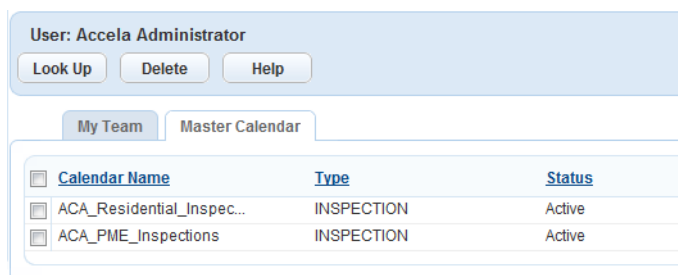 User: Accela Administrator
Look Up Delete Help
My Team Master Calendar
Calendar Name Type Status
ACA_Residential_Inspec... INSPECTION Active
ACA_PME_Inspections INSPECTION Active